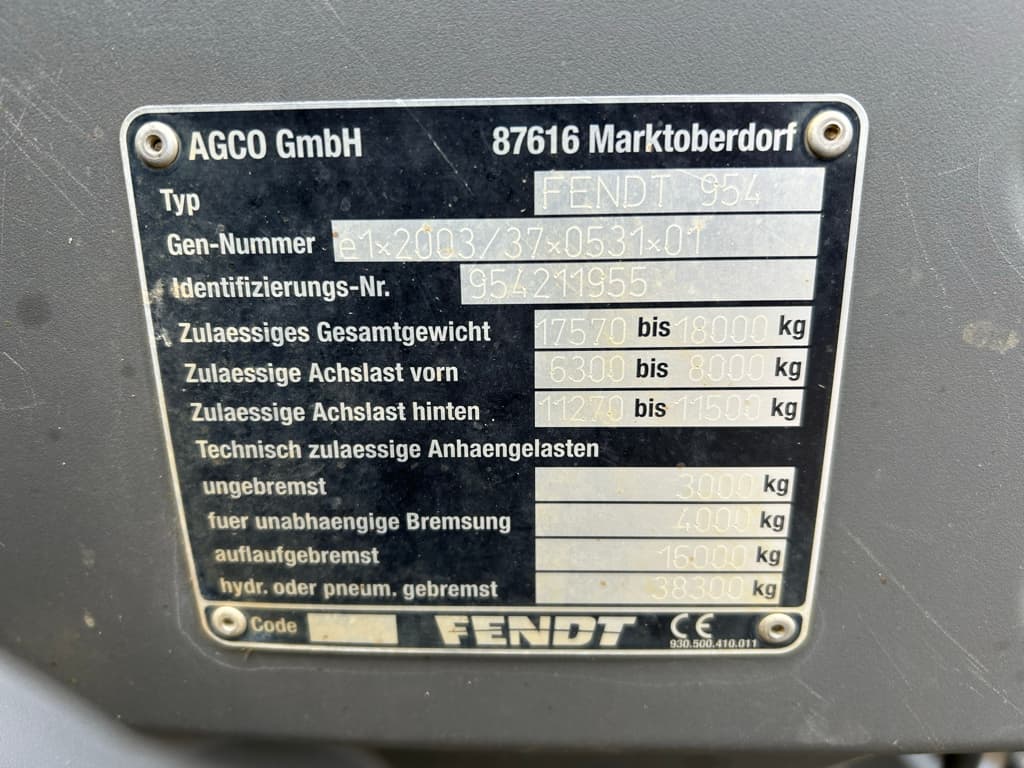 AGCO GmbH 87616 Marktoberdorf
Typ FENDT 954
Gen-Nummer e1×2003/37×0531×01
Identifizierungs-Nr. 954211955
Zulaessiges Gesamtgewicht 17570 bis 18000 kg
Zulaessige Achslast vorn 6300 bis 8000 kg
Zulaessige Achslast hinten 11270 bis 11500 kg
Technisch zulaessige Anhaengelasten
ungebremst 3000 kg
fuer unabhaengige Bremsung 4000 kg
auflaufgebremst 16000 kg
hydr. oder pneum. gebremst 38300 kg
Code FENDT CE
930.500.410.011